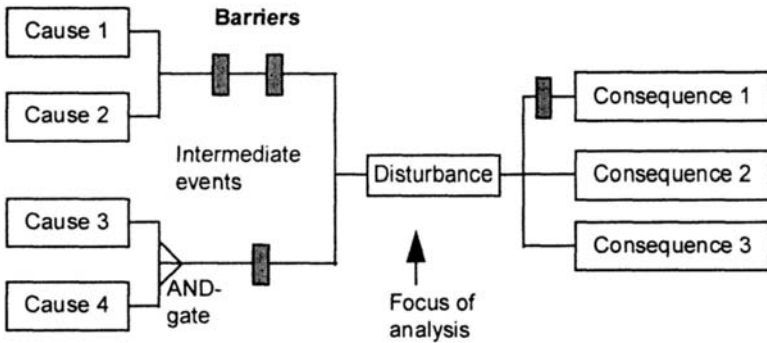 Barriers
Cause 1
Cause 2
Intermediate
events
Cause 3
Cause 4
AND-
gate
Disturbance
Focus of
analysis
Consequence 1
Consequence 2
Consequence 3